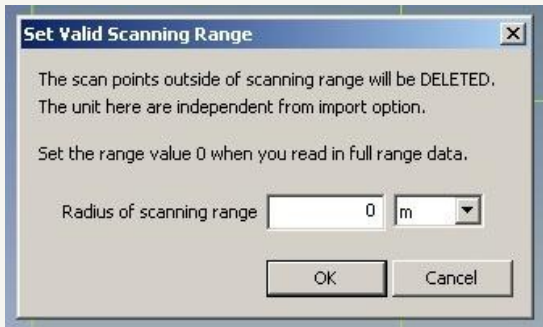 Set Valid Scanning Range
The scan points outside of scanning range will be DELETED.
The unit here are independent from import option.
Set the range value 0 when you read in full range data.
Radius of scanning range 0 m
OK Cancel